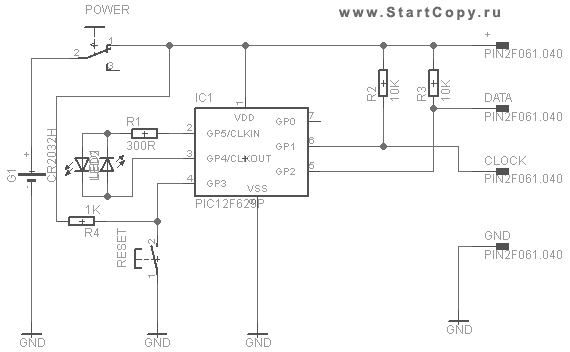 www.StartCopy.ru
POWER
1
2
3
+
PIN2F061.040
R2
10K
R3
10K
DATA
PIN2F061.040
IC1
VDD
1
GP0
7
R1
300R
2
GP5/CLKIN
GP1
6
3
GP4/CLKOUT
GP2
5
4
GP3
VSS
8
PIC12F629P
CLOCK
PIN2F061.040
+
G1
-
CR2032H
1K
R4
RESET
2
1
GND
PIN2F061.040
GND
GND
GND
GND